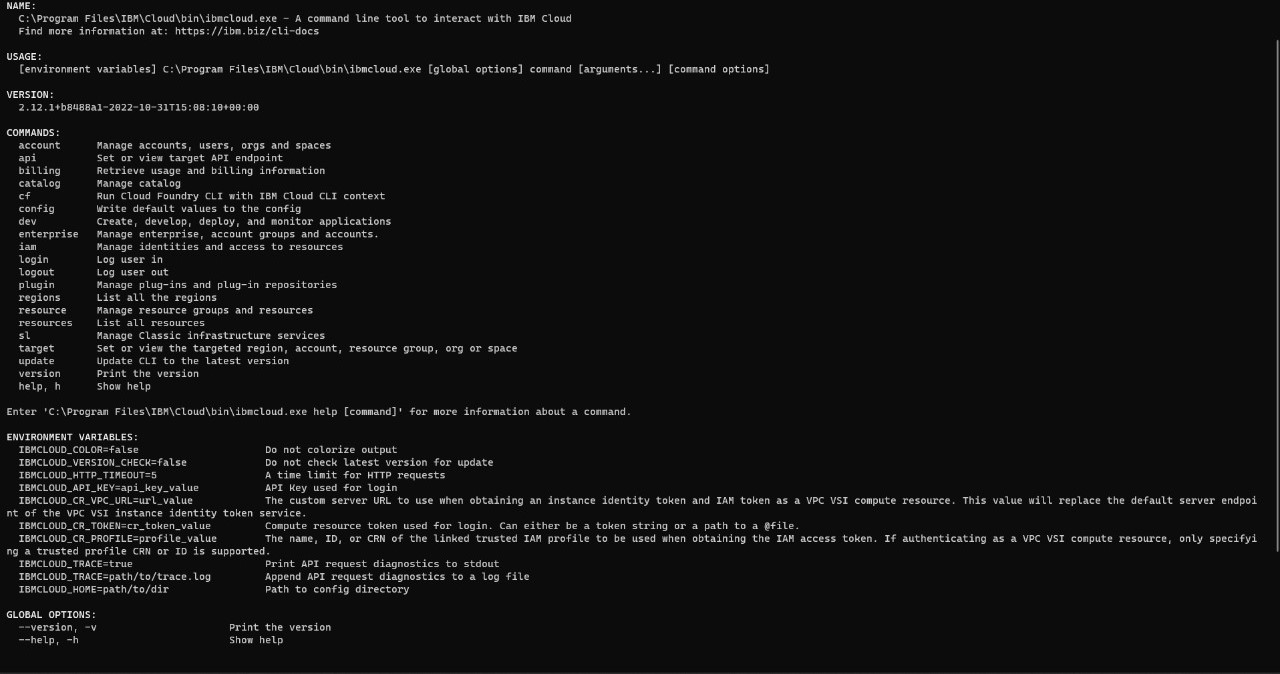 NAME:
C:\Program Files\IBM\Cloud\bin\ibmcloud.exe - A command line tool to interact with IBM Cloud
Find more information at: https://ibm.biz/cli-docs
USAGE:
[environment variables] C:\Program Files\IBM\Cloud\bin\ibmcloud.exe [global options] command [arguments...] [command options]
VERSION:
2.12.1+b8488a1-2022-10-31T15:08:10+00:00
COMMANDS:
account Manage accounts, users, orgs and spaces
api Set or view target API endpoint
billing Retrieve usage and billing information
catalog Manage catalog
cf Run Cloud Foundry CLI with IBM Cloud CLI context
config Write default values to the config
dev Create, develop, deploy, and monitor applications
enterprise Manage enterprise, account groups and accounts.
iam Manage identities and access to resources
login Log user in
logout Log user out
plugin Manage plug-ins and plug-in repositories
regions List all the regions
resource Manage resource groups and resources
resources List all resources
sl Manage Classic infrastructure services
target Set or view the targeted region, account, resource group, org or space
update Update CLI to the latest version
version Print the version
help, h Show help
Enter 'C:\Program Files\IBM\Cloud\bin\ibmcloud.exe help [command]' for more information about a command.
ENVIRONMENT VARIABLES:
IBMCLOUD_COLOR=false Do not colorize output
IBMCLOUD_VERSION_CHECK=false Do not check latest version for update
IBMCLOUD_HTTP_TIMEOUT=5 A time limit for HTTP requests
IBMCLOUD_API_KEY=api_key_value API Key used for login
IBMCLOUD_CR_VPC_URL=url_value The custom server URL to use when obtaining an instance identity token and IAM token as a VPC VSI compute resource. This value will replace the default server endpoi
nt of the VPC VSI instance identity token service.
IBMCLOUD_CR_TOKEN=cr_token_value Compute resource token used for login. Can either be a token string or a path to a @file.
IBMCLOUD_CR_PROFILE=profile_value The name, ID, or CRN of the linked trusted IAM profile to be used when obtaining the IAM access token. If authenticating as a VPC VSI compute resource, only specifyi
ng a trusted profile CRN or ID is supported.
IBMCLOUD_TRACE=true Print API request diagnostics to stdout
IBMCLOUD_TRACE=path/to/trace.log Append API request diagnostics to a log file
IBMCLOUD_HOME=path/to/dir Path to config directory
GLOBAL OPTIONS:
--version, -v Print the version
--help, -h Show help